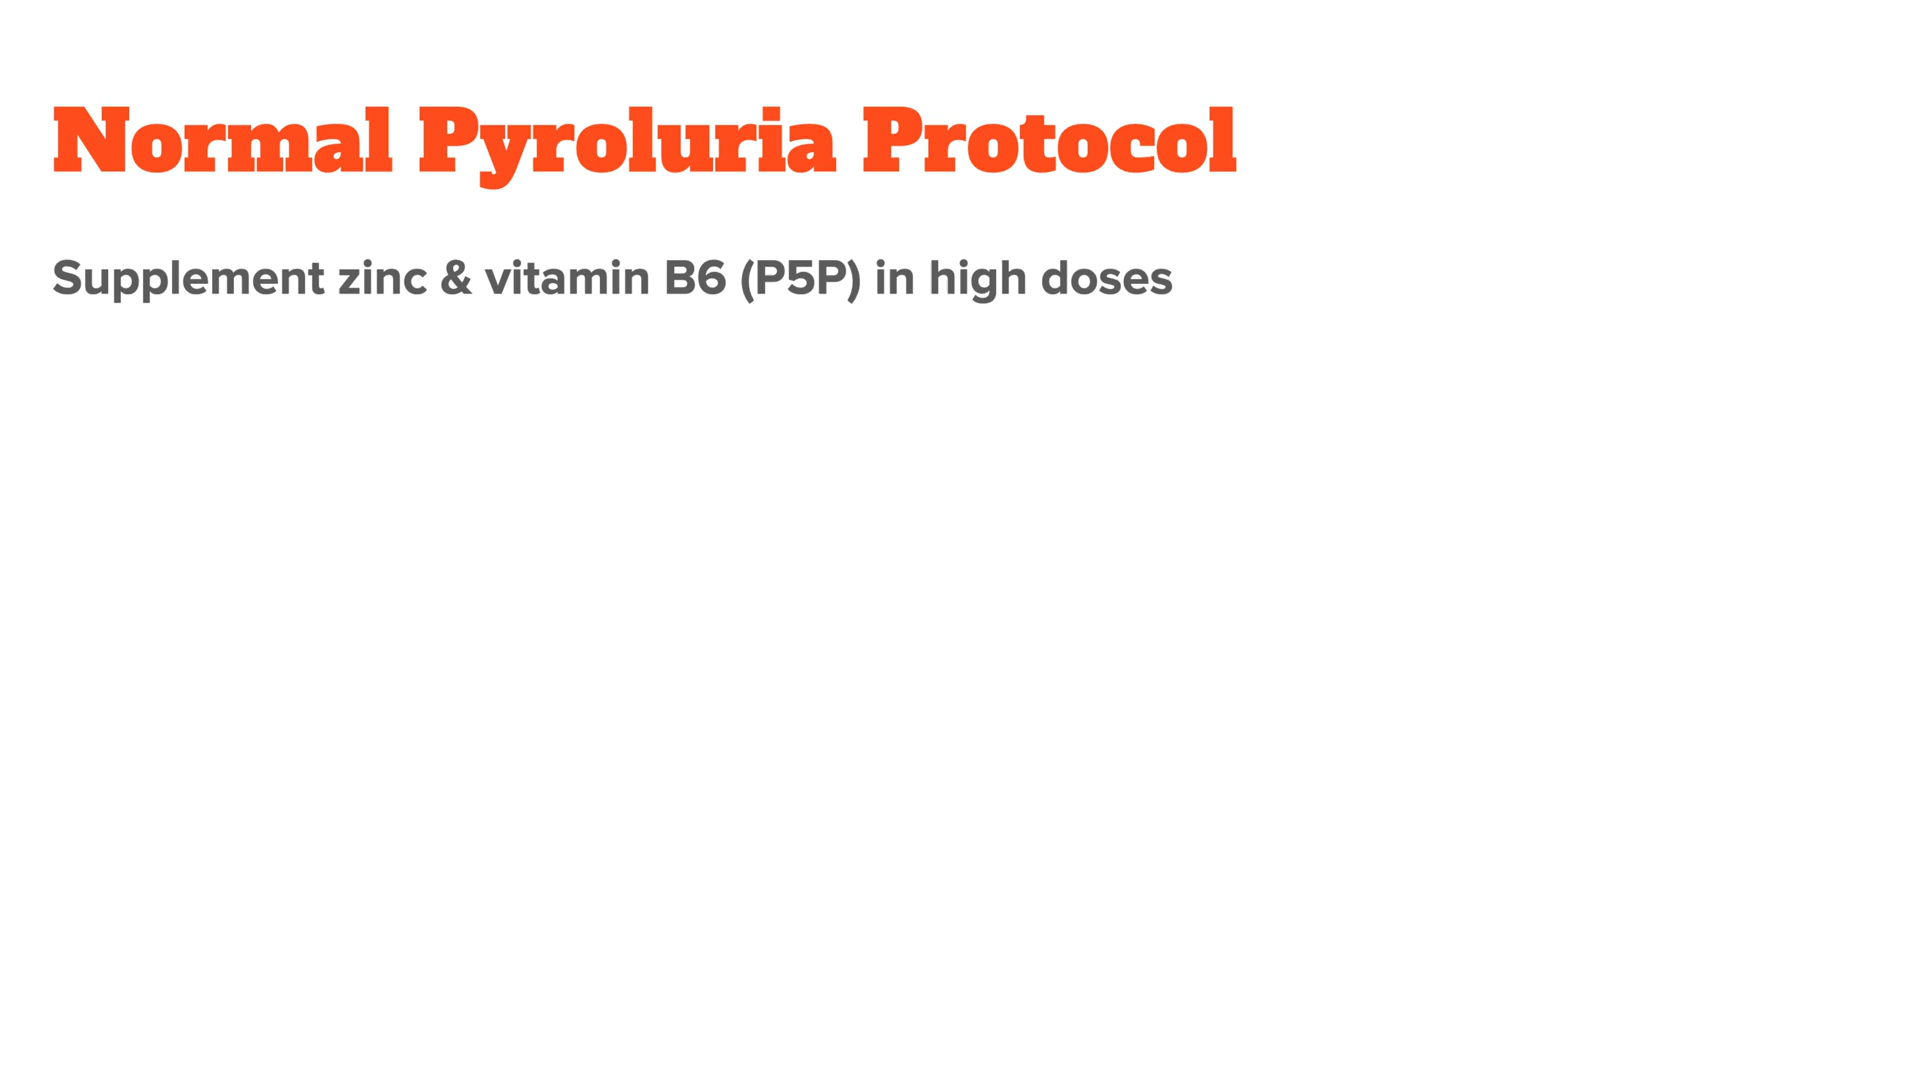 Normal Pyroluria Protocol
Supplement zinc & vitamin B6 (P5P) in high doses